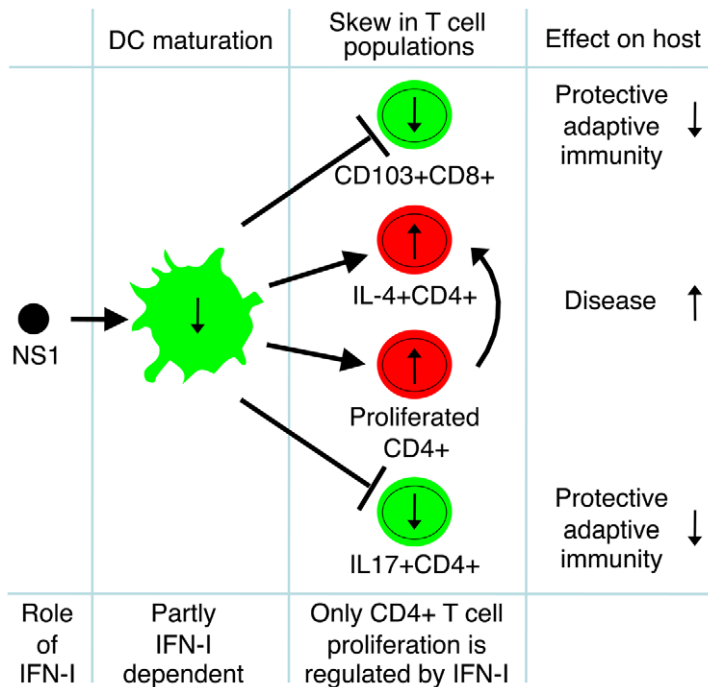 DC maturation
Skew in T cell
populations
Effect on host
Protective
adaptive
immunity
CD103+CD8+
IL-4+CD4+
Disease
NS1
Proliferated
CD4+
Protective
adaptive
immunity
IL17+CD4+
Role
of
IFN-I
Partly
IFN-I
dependent
Only CD4+ T cell
proliferation is
regulated by IFN-I